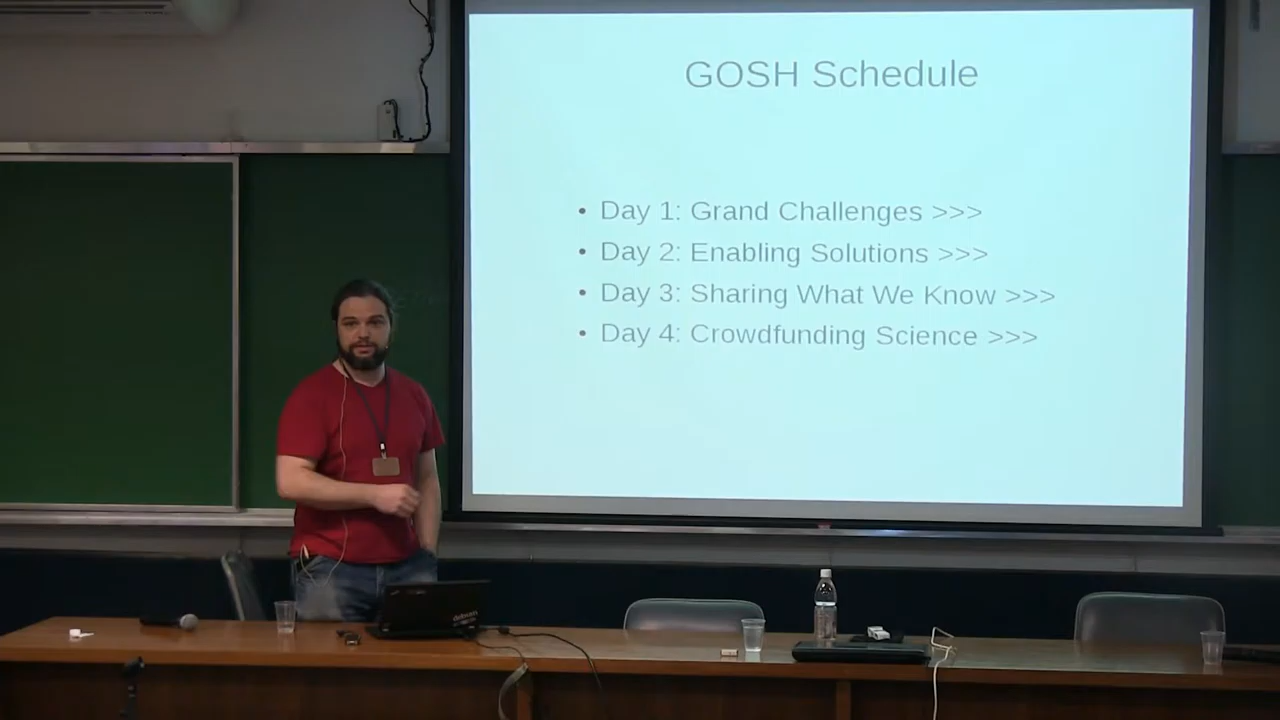 GOSH Schedule
• Day 1: Grand Challenges >>>
• Day 2: Enabling Solutions >>>
• Day 3: Sharing What We Know >>>
• Day 4: Crowdfunding Science >>>